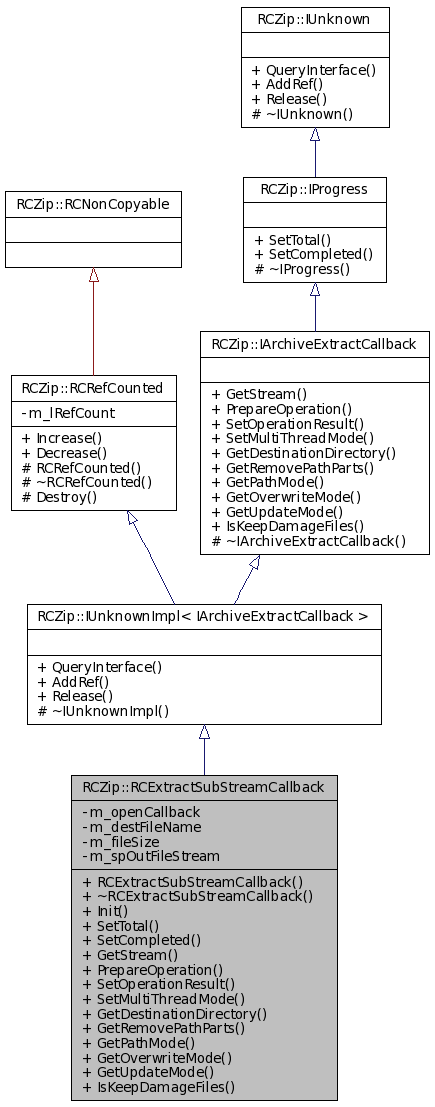 RCZip::IUnknown
+ QueryInterface()
+ AddRef()
+ Release()
# ~IUnknown()
RCZip::IProgress
+ SetTotal()
+ SetCompleted()
# ~IProgress()
RCZip::RCNonCopyable
RCZip::IArchiveExtractCallback
+ GetStream()
+ PrepareOperation()
+ SetOperationResult()
+ SetMultiThreadMode()
+ GetDestinationDirectory()
+ GetRemovePathParts()
+ GetPathMode()
+ GetOverwriteMode()
+ GetUpdateMode()
+ IsKeepDamageFiles()
# ~IArchiveExtractCallback()
RCZip::RCRefCounted
- m_lRefCount
+ Increase()
+ Decrease()
# RCRefCounted()
# ~RCRefCounted()
# Destroy()
RCZip::IUnknownImpl< IArchiveExtractCallback >
+ QueryInterface()
+ AddRef()
+ Release()
# ~IUnknownImpl()
RCZip::RCExtractSubStreamCallback
- m_openCallback
- m_destFileName
- m_fileSize
- m_spOutFileStream
+ RCExtractSubStreamCallback()
+ ~RCExtractSubStreamCallback()
+ Init()
+ SetTotal()
+ SetCompleted()
+ GetStream()
+ PrepareOperation()
+ SetOperationResult()
+ SetMultiThreadMode()
+ GetDestinationDirectory()
+ GetRemovePathParts()
+ GetPathMode()
+ GetOverwriteMode()
+ GetUpdateMode()
+ IsKeepDamageFiles()